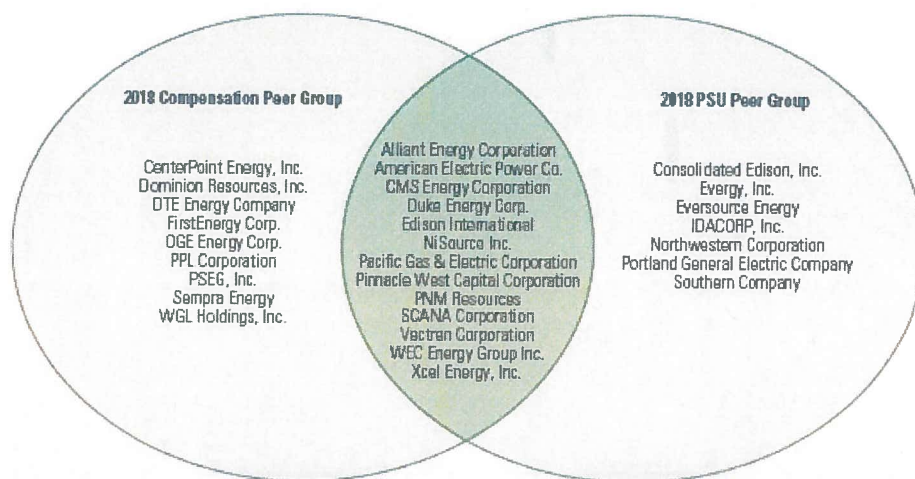 2018 Compensation Peer Group
CenterPoint Energy, Inc.
Dominion Resources, Inc.
DTE Energy Company
FirstEnergy Corp.
OGE Energy Corp.
PPL Corporation
PSEG, Inc.
Sempra Energy
WGL Holdings, Inc.
Alliant Energy Corporation
American Electric Power Co.
CMS Energy Corporation
Duke Energy Corp.
Edison International
NiSource Inc.
Pacific Gas & Electric Corporation
Pinnacle West Capital Corporation
PNM Resources
SCANA Corporation
Vectren Corporation
WEC Energy Group Inc.
Xcel Energy, Inc.
2018 PSU Peer Group
Consolidated Edison, Inc.
Evergy, Inc.
Eversource Energy
IDACORP, Inc.
Northwestern Corporation
Portland General Electric Company
Southern Company